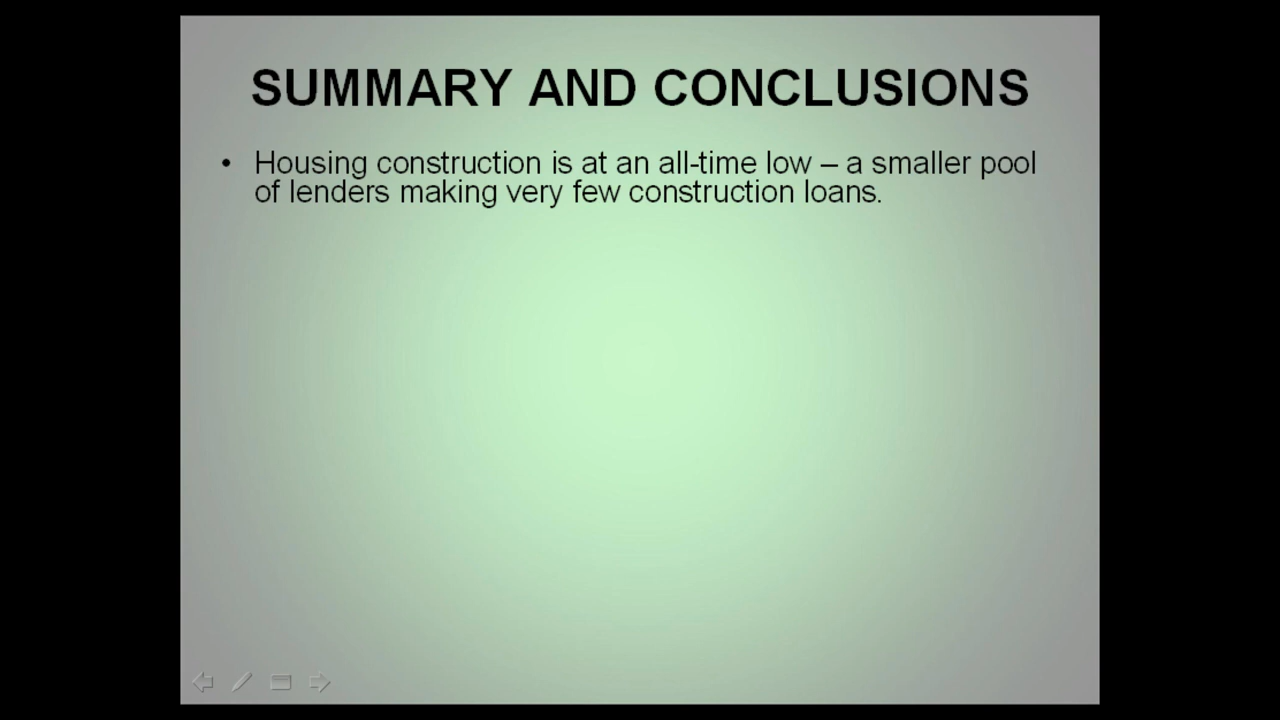 SUMMARY AND CONCLUSIONS
• Housing construction is at an all-time low – a smaller pool
of lenders making very few construction loans.